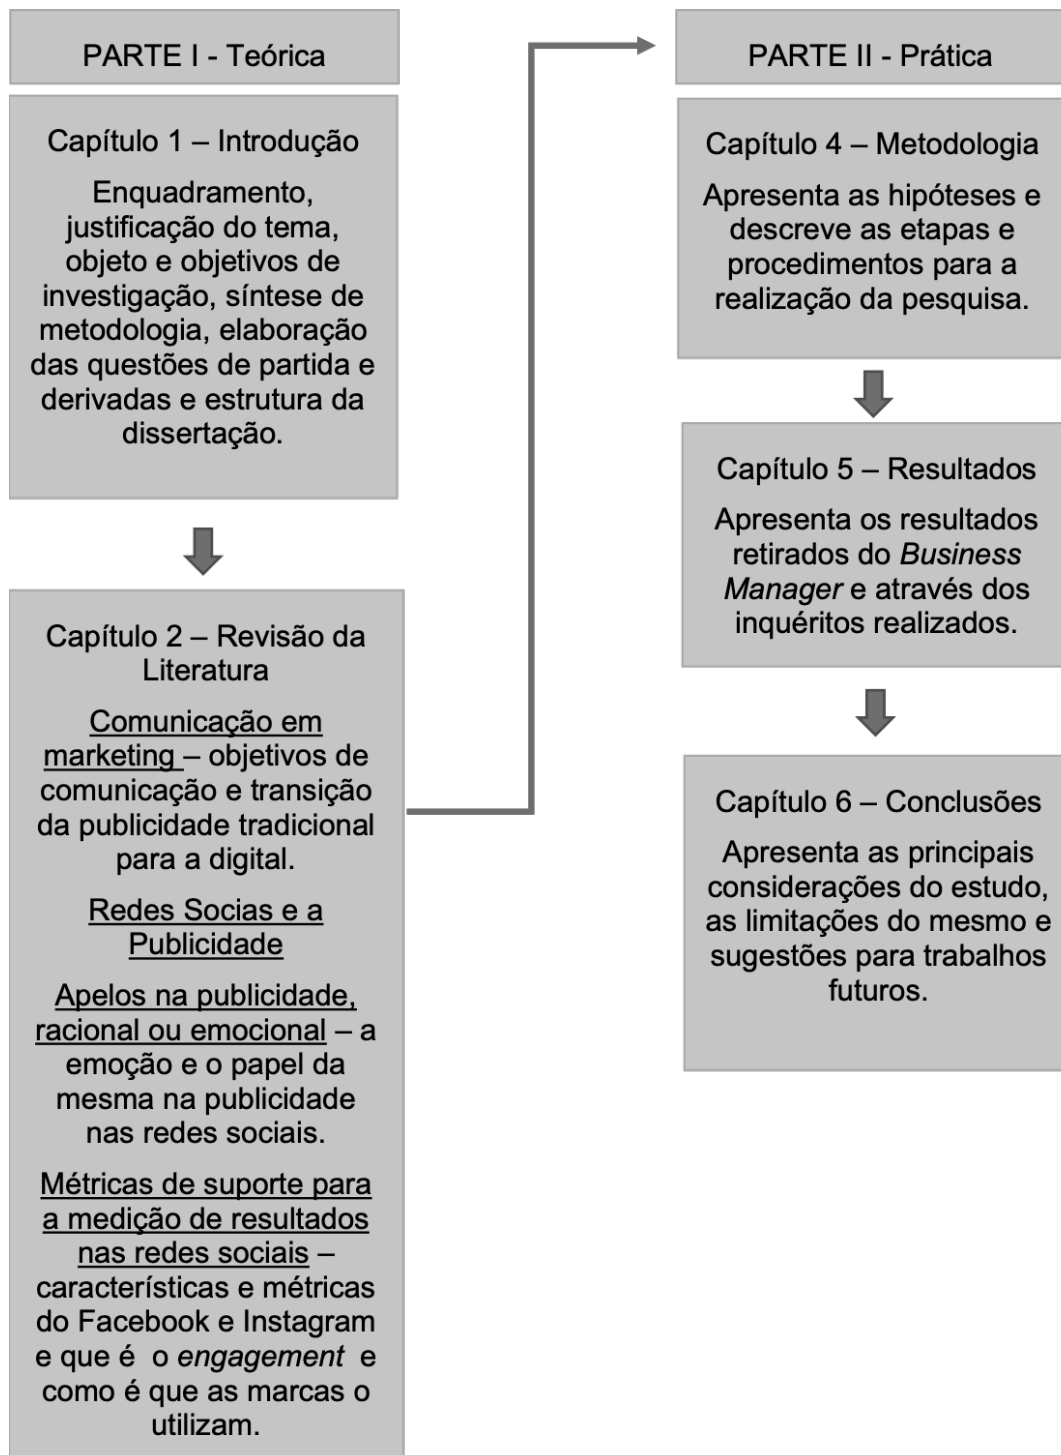 PARTE I - Teórica
Capítulo 1 – Introdução
Enquadramento,
justificação do tema,
objeto e objetivos de
investigação, síntese de
metodologia, elaboração
das questões de partida e
derivadas e estrutura da
dissertação.
Capítulo 2 – Revisão da
Literatura
Comunicação em
marketing – objetivos de
comunicação e transição
da publicidade tradicional
para a digital.
Redes Socias e a
Publicidade
Apelos na publicidade,
racional ou emocional – a
emoção e o papel da
mesma na publicidade
nas redes sociais.
Métricas de suporte para
a medição de resultados
nas redes sociais –
características e métricas
do Facebook e Instagram
e que é o engagement e
como é que as marcas o
utilizam.
PARTE II - Prática
Capítulo 4 – Metodologia
Apresenta as hipóteses e
descreve as etapas e
procedimentos para a
realização da pesquisa.
Capítulo 5 – Resultados
Apresenta os resultados
retirados do Business
Manager e através dos
inquéritos realizados.
Capítulo 6 – Conclusões
Apresenta as principais
considerações do estudo,
as limitações do mesmo e
sugestões para trabalhos
futuros.